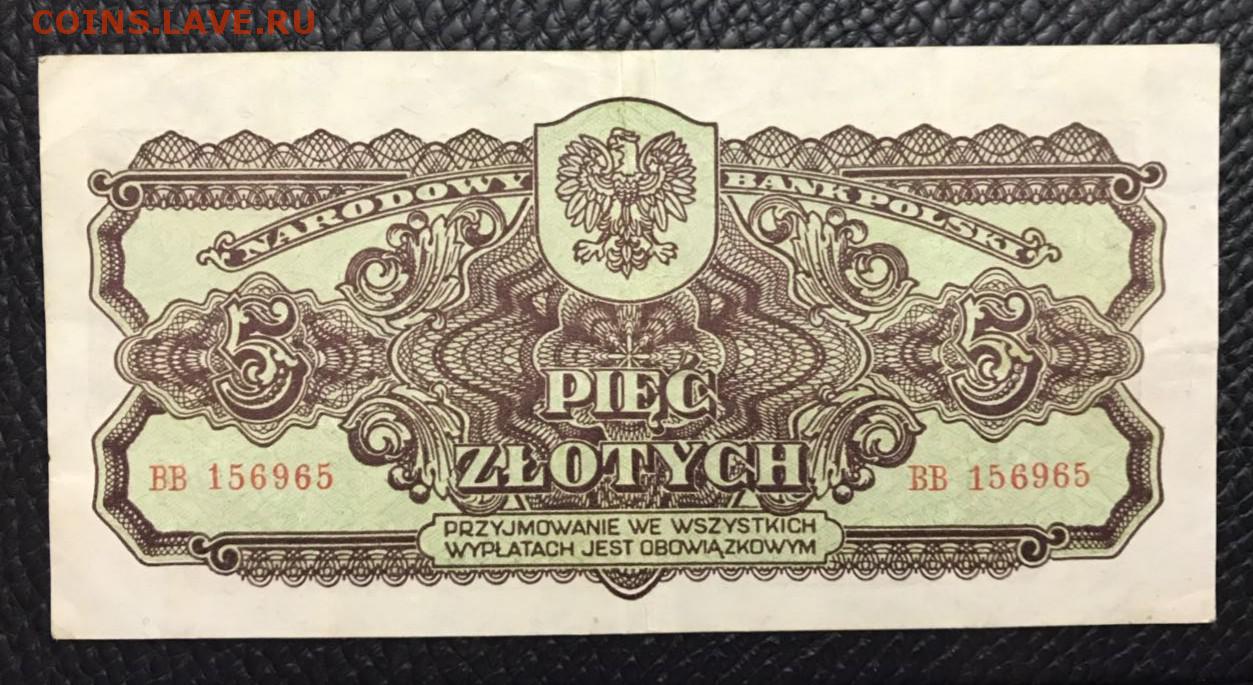 COINS.LAVE.RU
NARODOWY BANK POLSKI
5 5
PIĘĆ
ZŁOTYCH
BB 156965 BB 156965
PRZYJMOWANIE WE WSZYSTKICH
WYPŁATACH JEST OBOWIĄZKOWYM